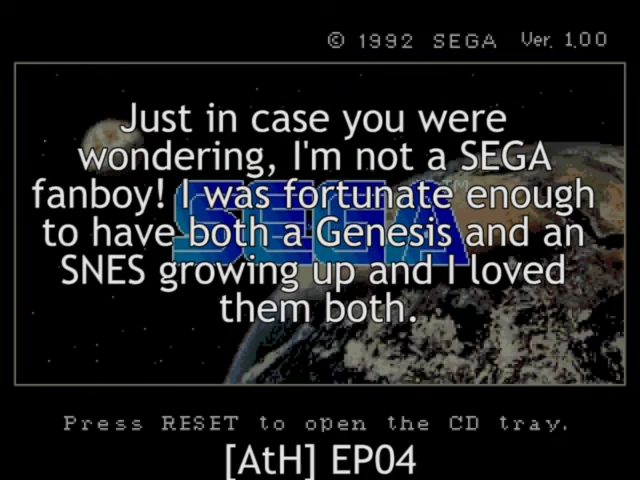 © 1992 SEGA Ver. 1.00
Just in case you were
wondering, I'm not a SEGA
fanboy! I was fortunate enough
to have both a Genesis and an
SNES growing up and I loved
them both.
SEGA
Press RESET to open the CD tray.
[AtH] EP04